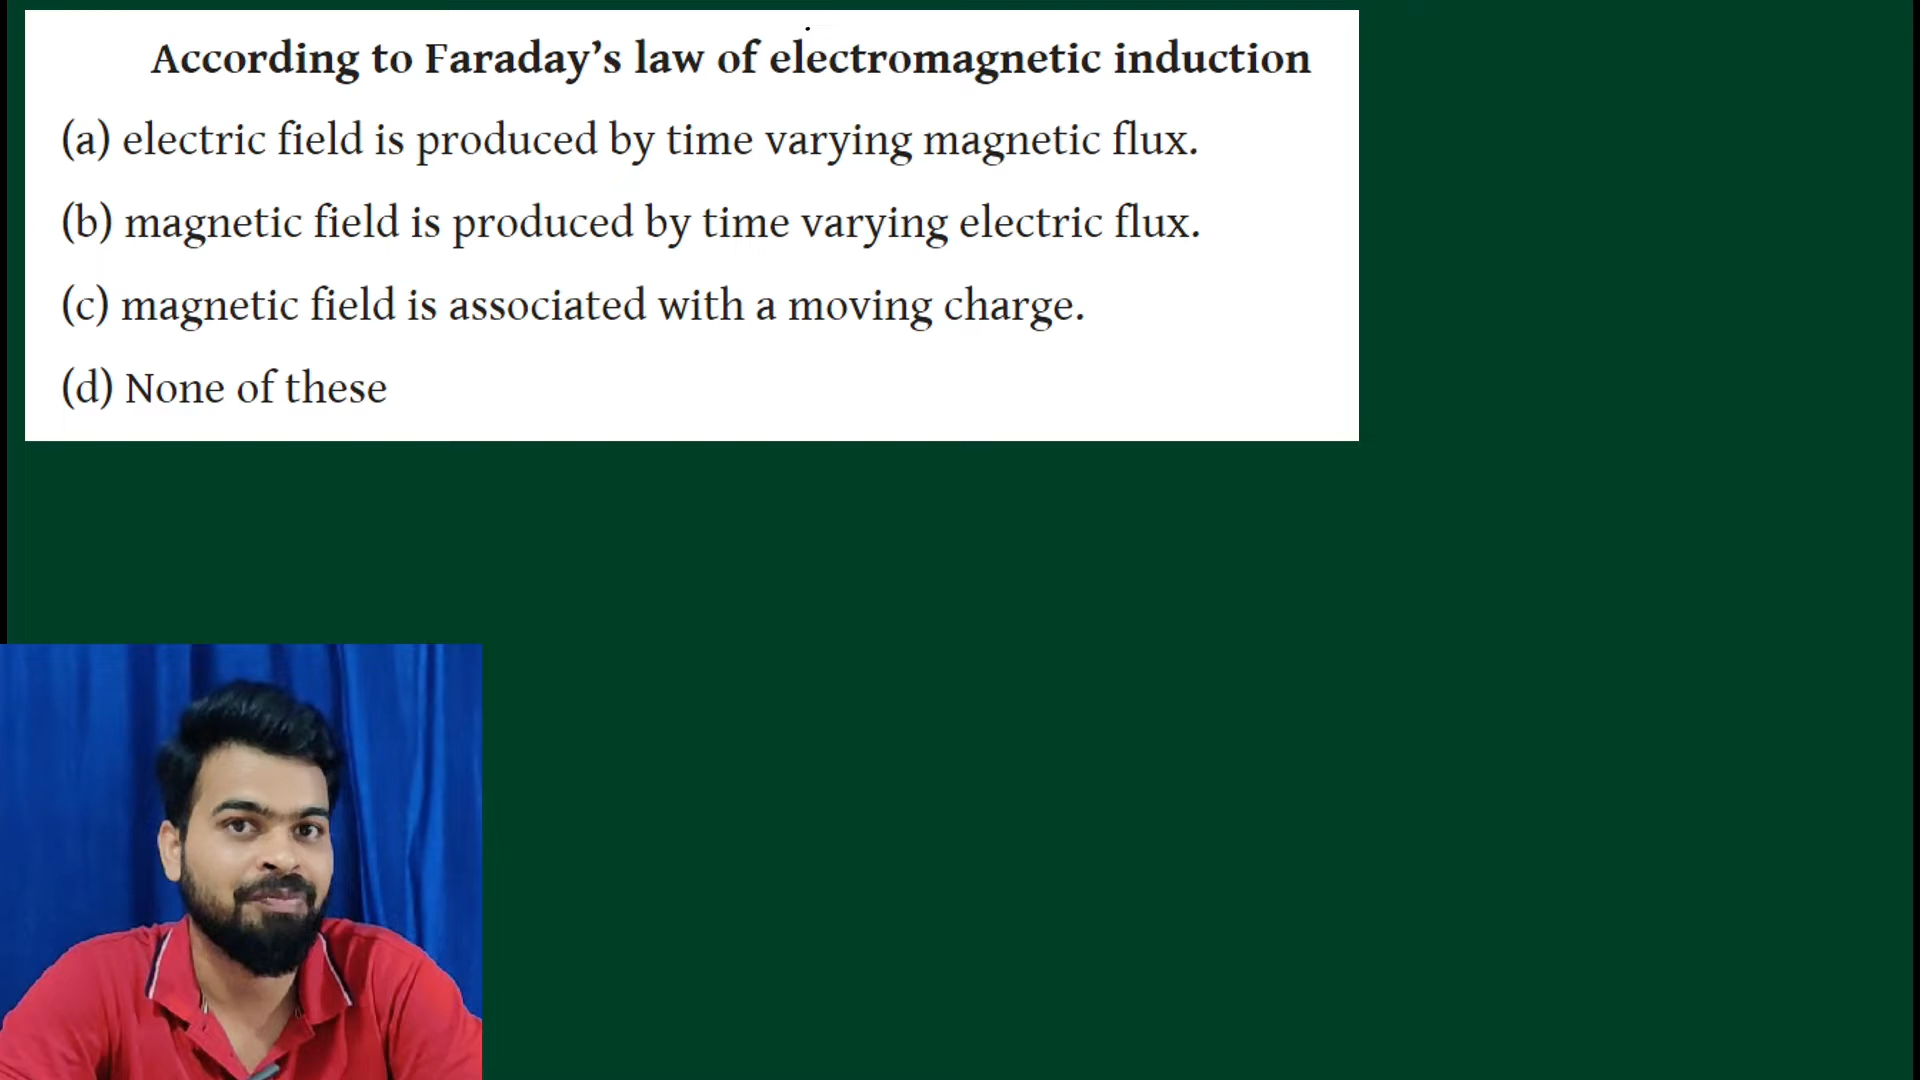 According to Faraday’s law of electromagnetic induction
(a) electric field is produced by time varying magnetic flux.
(b) magnetic field is produced by time varying electric flux.
(c) magnetic field is associated with a moving charge.
(d) None of these